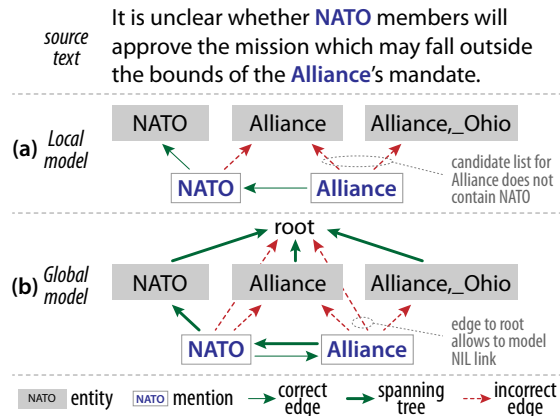 source text
It is unclear whether NATO members will
approve the mission which may fall outside
the bounds of the Alliance's mandate.
(a) Local model
NATO Alliance Alliance,_Ohio
NATO Alliance
candidate list for
Alliance does not
contain NATO
root
(b) Global model
NATO Alliance Alliance,_Ohio
NATO Alliance
edge to root
allows to model
NIL link
NATO entity NATO mention correct edge spanning tree incorrect edge